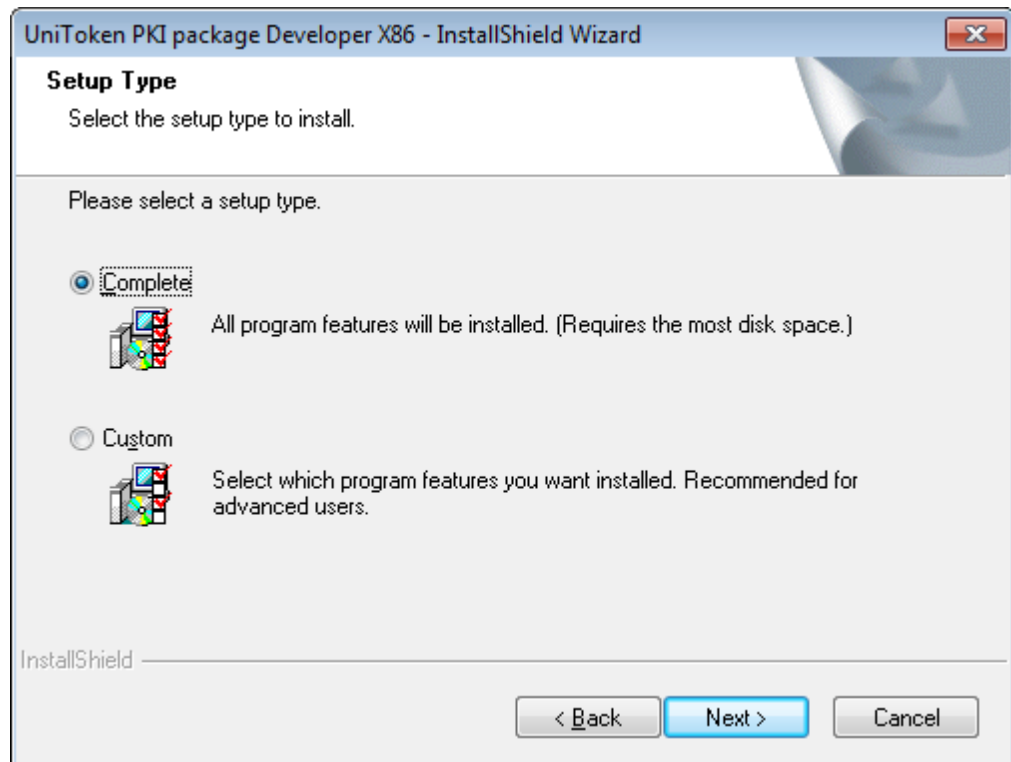 UniToken PKI package Developer X86 - InstallShield Wizard
Setup Type
Select the setup type to install.
Please select a setup type.
Complete
All program features will be installed. (Requires the most disk space.)
Custom
Select which program features you want installed. Recommended for
advanced users.
InstallShield
< Back
Next >
Cancel